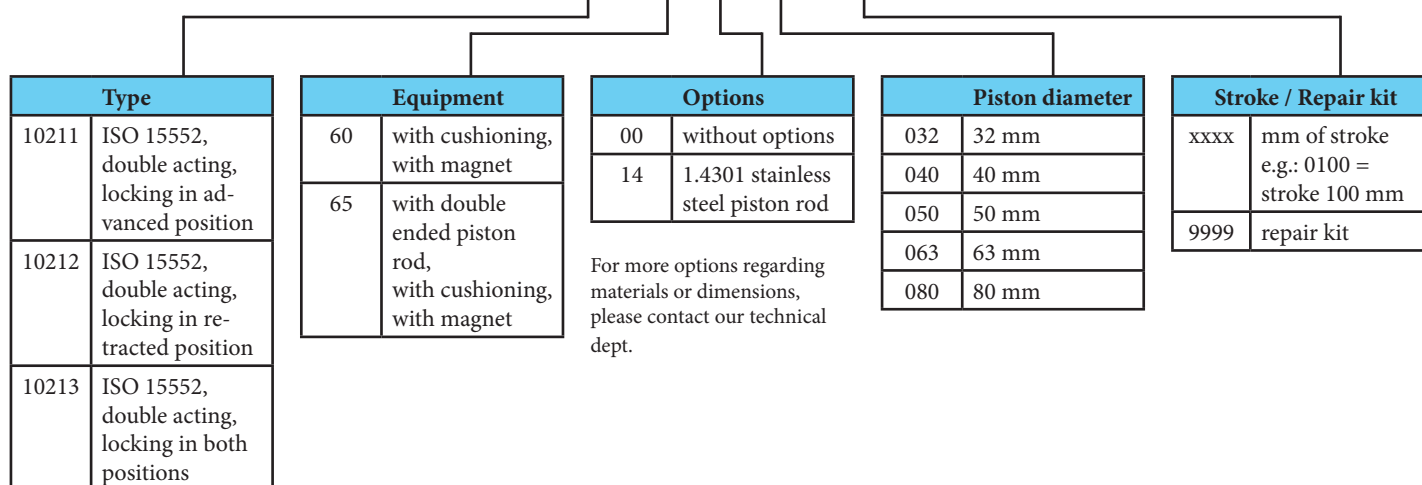 Type
10211 ISO 15552,
double acting,
locking in ad-
vanced position
10212 ISO 15552,
double acting,
locking in re-
tracted position
10213 ISO 15552,
double acting,
locking in both
positions
Equipment
60 with cushioning,
with magnet
65 with double
ended piston
rod,
with cushioning,
with magnet
Options
00 without options
14 1.4301 stainless
steel piston rod
For more options regarding
materials or dimensions,
please contact our technical
dept.
Piston diameter
032 32 mm
040 40 mm
050 50 mm
063 63 mm
080 80 mm
Stroke / Repair kit
xxxx mm of stroke
e.g.: 0100 =
stroke 100 mm
9999 repair kit